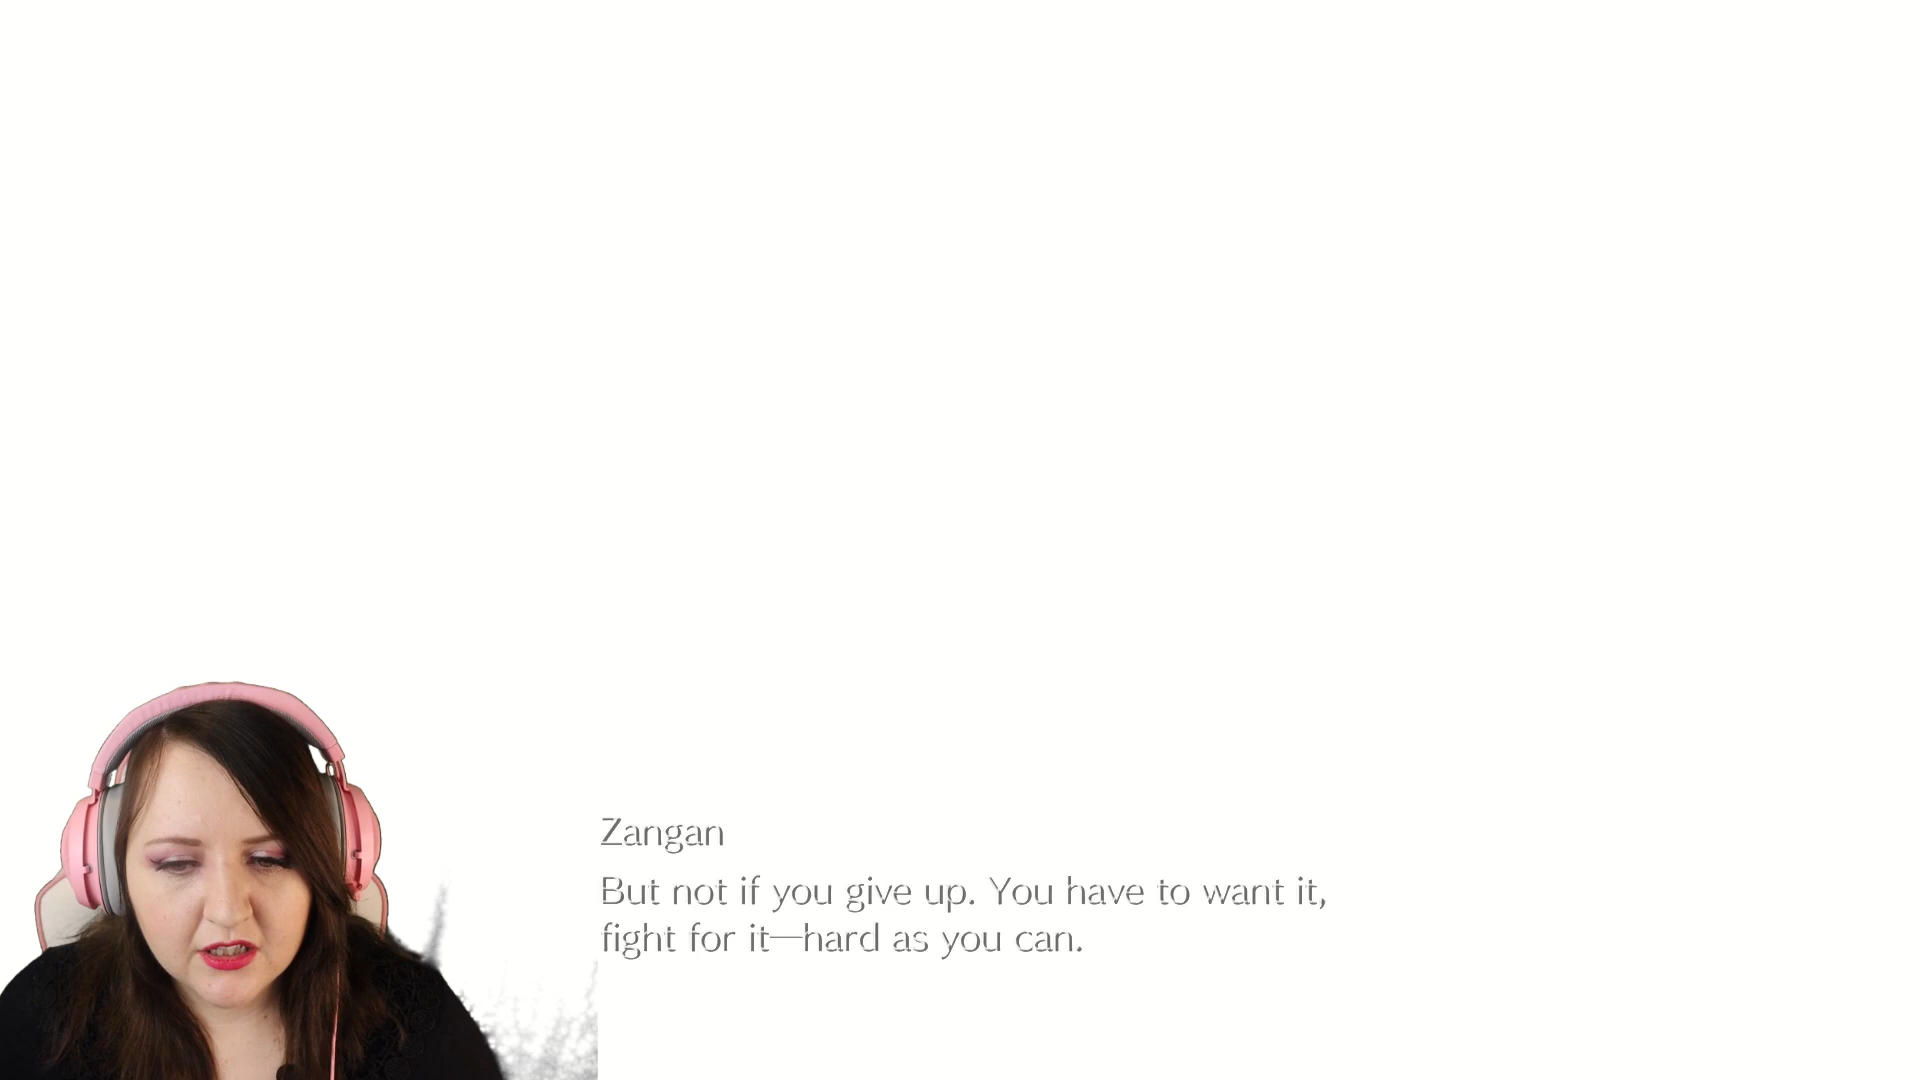 Zangan
But not if you give up. You have to want it,
fight for it—hard as you can.